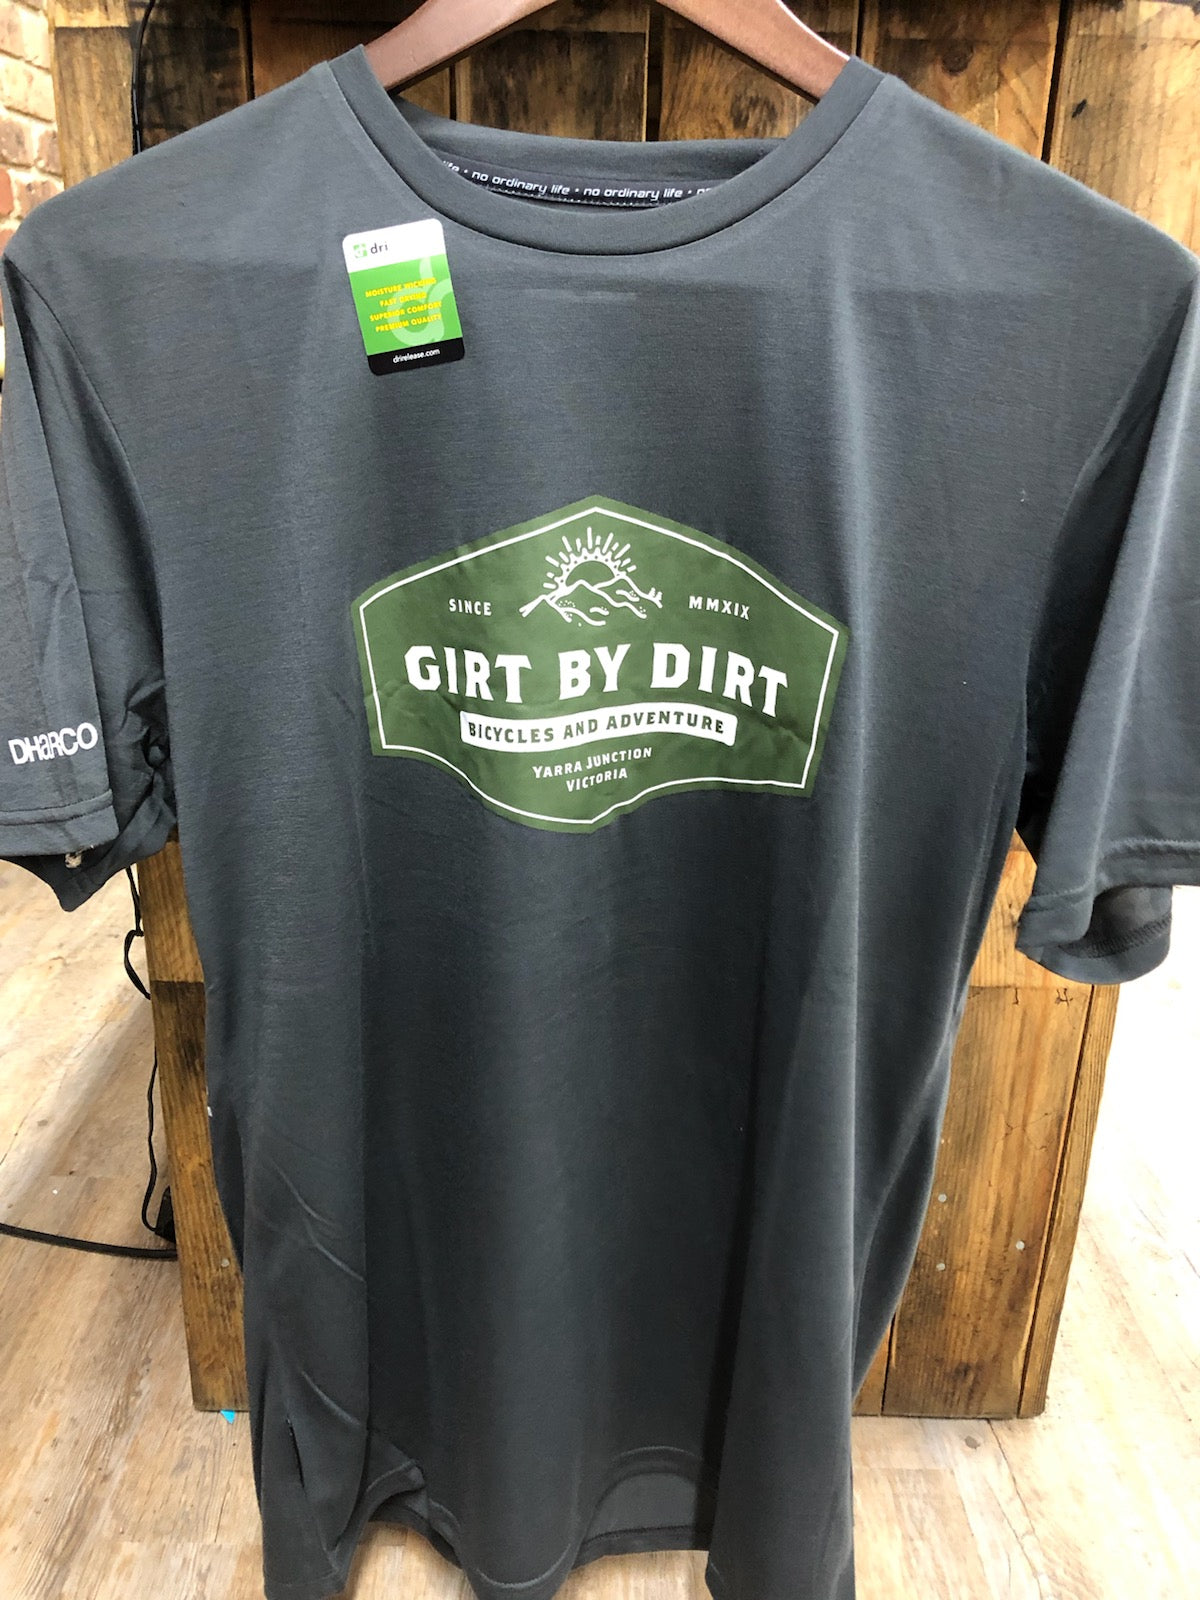 life • no ordinary life • no ordinary life • no
dri
MOISTURE WICKING
FAST DRYING
SUPERIOR COMFORT
PREMIUM QUALITY
drirelease.com
SINCE MMXIX
GIRT BY DIRT
BICYCLES AND ADVENTURE
YARRA JUNCTION
VICTORIA
DHaRCO